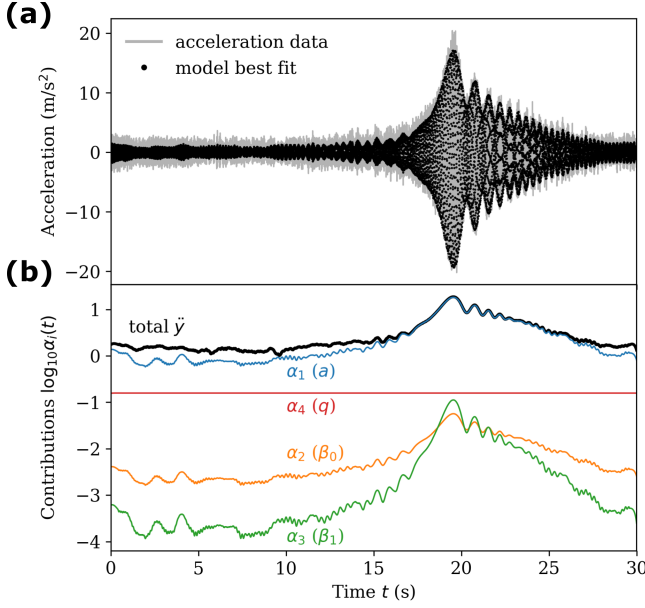 (a)
20
10
0
−10
−20
Acceleration (m/s²)
acceleration data
model best fit
(b)
1
0
−1
−2
−3
−4
Contributions log₁₀αᵢ(t)
total ÿ
α₁ (a)
α₄ (q)
α₂ (β₀)
α₃ (β₁)
0 5 10 15 20 25 30
Time t (s)